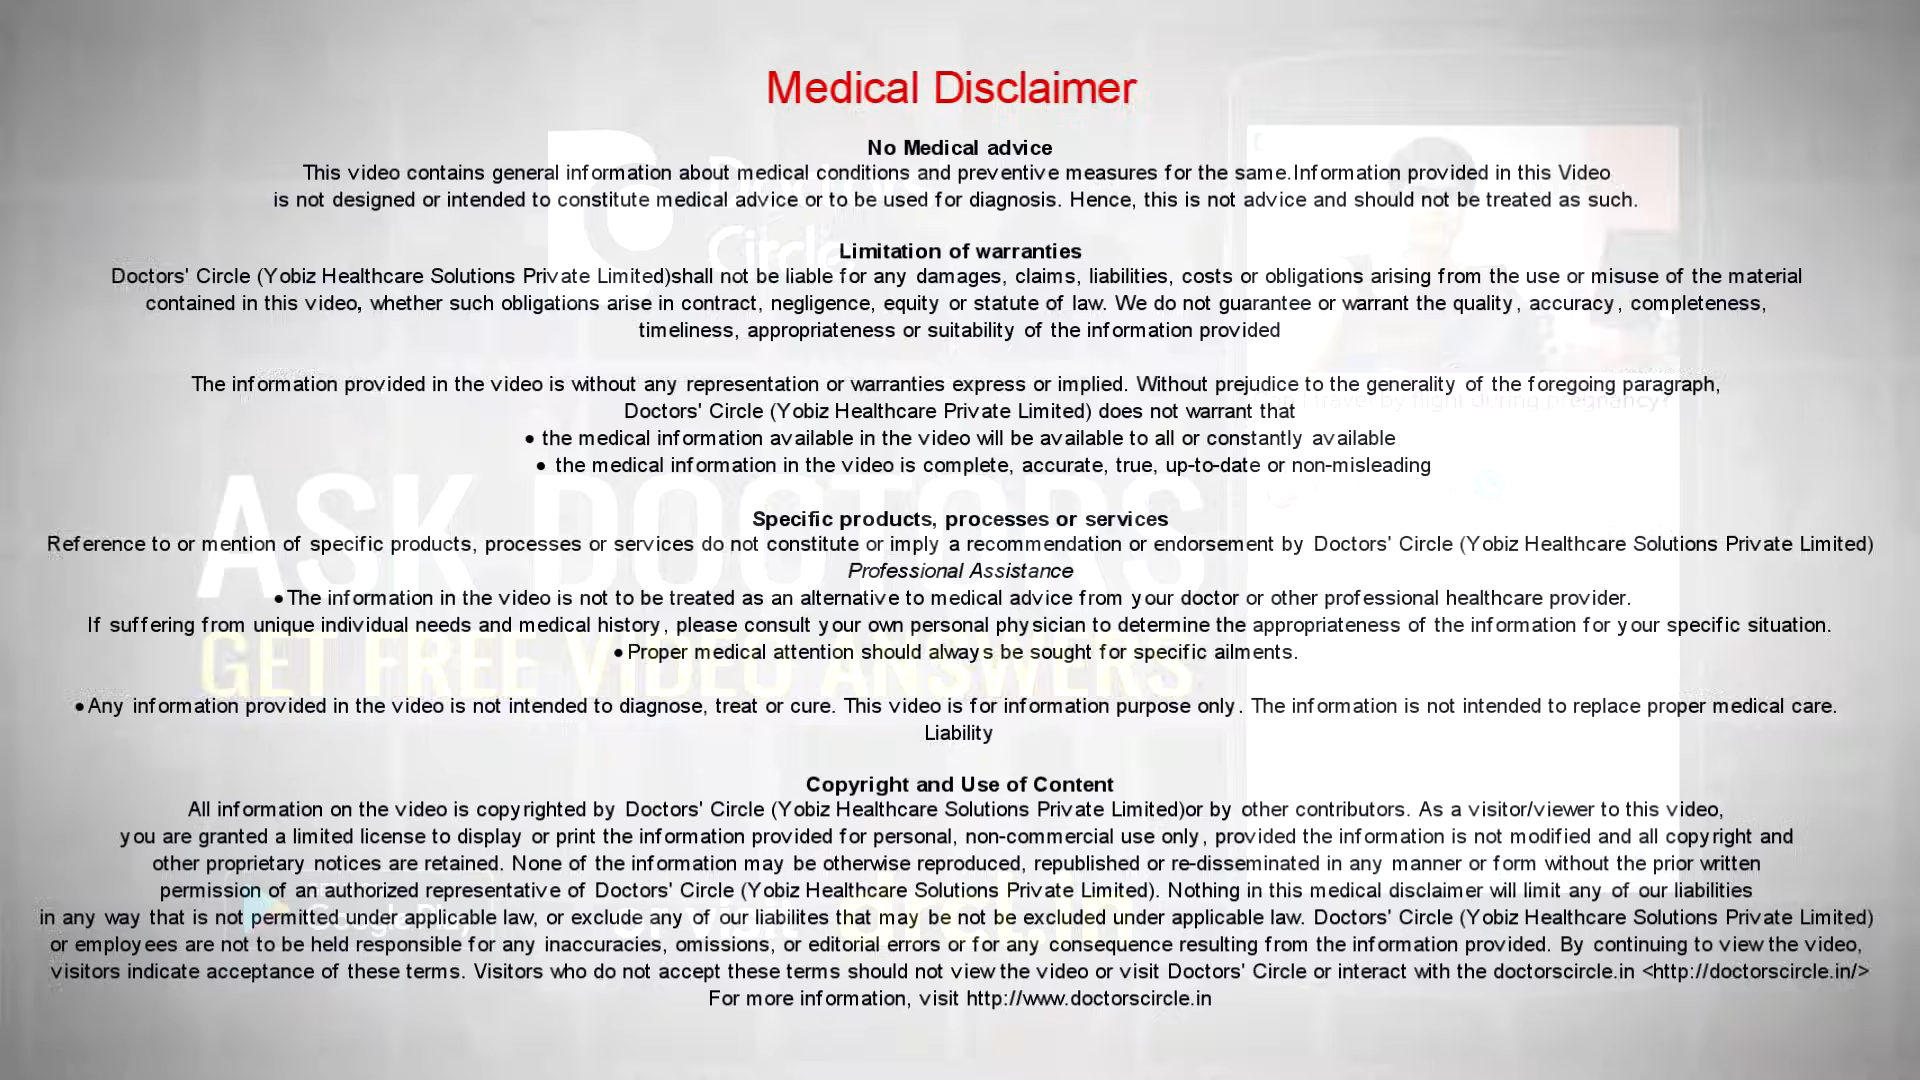 Medical Disclaimer
No Medical advice
This video contains general information about medical conditions and preventive measures for the same.Information provided in this Video
is not designed or intended to constitute medical advice or to be used for diagnosis. Hence, this is not advice and should not be treated as such.
Limitation of warranties
Doctors' Circle (Yobiz Healthcare Solutions Private Limited)shall not be liable for any damages, claims, liabilities, costs or obligations arising from the use or misuse of the material
contained in this video, whether such obligations arise in contract, negligence, equity or statute of law. We do not guarantee or warrant the quality, accuracy, completeness,
timeliness, appropriateness or suitability of the information provided
The information provided in the video is without any representation or warranties express or implied. Without prejudice to the generality of the foregoing paragraph,
Doctors' Circle (Yobiz Healthcare Private Limited) does not warrant that
Can I travel by flight during pregnancy?
• the medical information available in the video will be available to all or constantly available
• the medical information in the video is complete, accurate, true, up-to-date or non-misleading
ASK DOCTORS
Specific products, processes or services
Reference to or mention of specific products, processes or services do not constitute or imply a recommendation or endorsement by Doctors' Circle (Yobiz Healthcare Solutions Private Limited)
Professional Assistance
•The information in the video is not to be treated as an alternative to medical advice from your doctor or other professional healthcare provider.
If suffering from unique individual needs and medical history, please consult your own personal physician to determine the appropriateness of the information for your specific situation.
GET FREE VIDEO ANSWERS
•Proper medical attention should always be sought for specific ailments.
•Any information provided in the video is not intended to diagnose, treat or cure. This video is for information purpose only. The information is not intended to replace proper medical care.
Liability
Copyright and Use of Content
All information on the video is copyrighted by Doctors' Circle (Yobiz Healthcare Solutions Private Limited)or by other contributors. As a visitor/viewer to this video,
you are granted a limited license to display or print the information provided for personal, non-commercial use only, provided the information is not modified and all copyright and
other proprietary notices are retained. None of the information may be otherwise reproduced, republished or re-disseminated in any manner or form without the prior written
permission of an authorized representative of Doctors' Circle (Yobiz Healthcare Solutions Private Limited). Nothing in this medical disclaimer will limit any of our liabilities
in any way that is not permitted under applicable law, or exclude any of our liabilites that may be not be excluded under applicable law. Doctors' Circle (Yobiz Healthcare Solutions Private Limited)
Google Play
or visit drcl.in
or employees are not to be held responsible for any inaccuracies, omissions, or editorial errors or for any consequence resulting from the information provided. By continuing to view the video,
visitors indicate acceptance of these terms. Visitors who do not accept these terms should not view the video or visit Doctors' Circle or interact with the doctorscircle.in <http://doctorscircle.in/>
For more information, visit http://www.doctorscircle.in